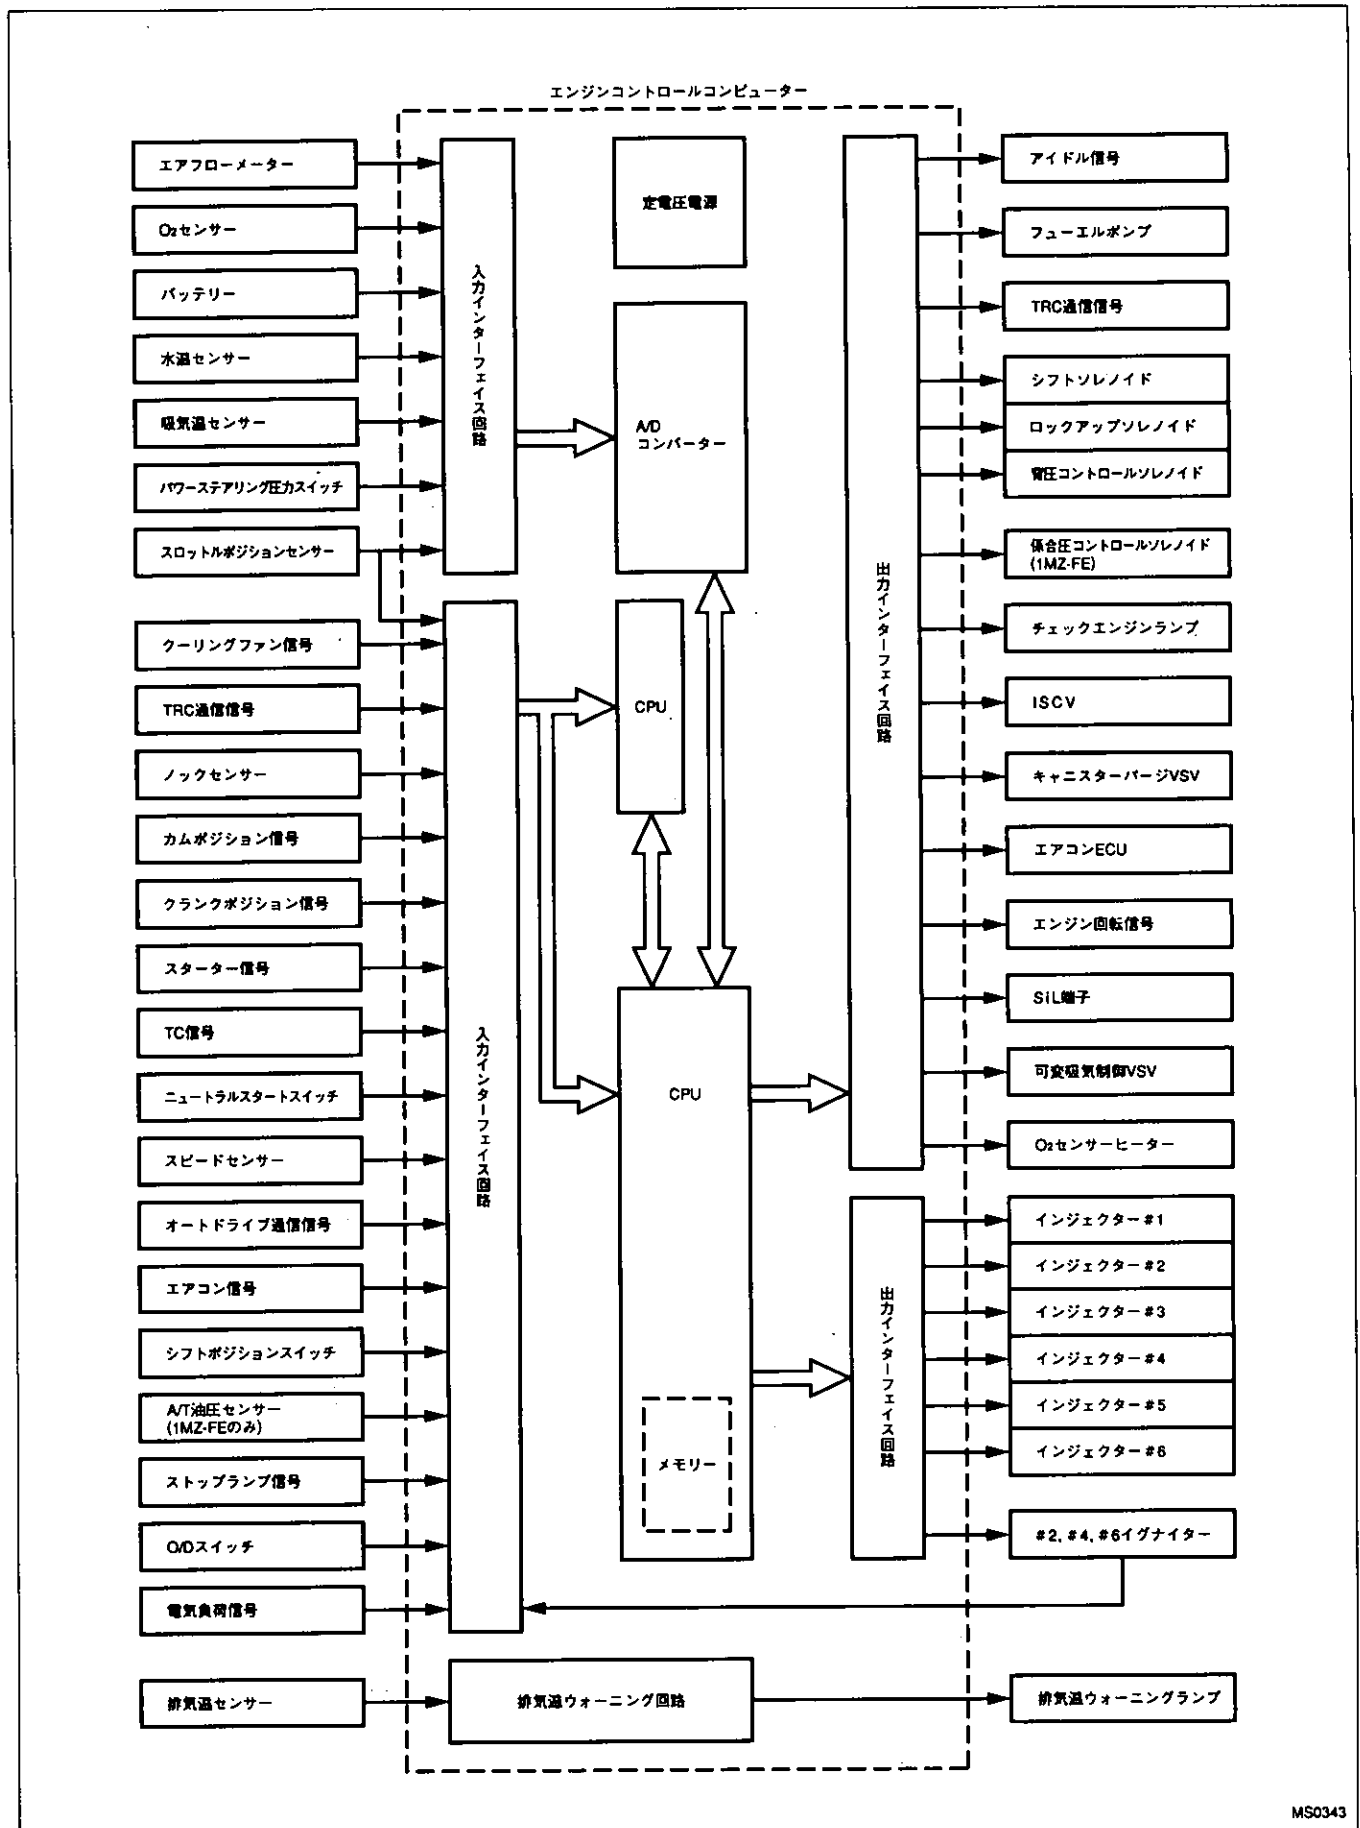 エンジンコントロールコンピューター
エアフローメーター
O₂センサー
バッテリー
水温センサー
吸気温センサー
パワーステアリング圧力スイッチ
スロットルポジションセンサー
クーリングファン信号
TRC通信信号
ノックセンサー
カムポジション信号
クランクポジション信号
スターター信号
TC信号
ニュートラルスタートスイッチ
スピードセンサー
オートドライブ通信信号
エアコン信号
シフトポジションスイッチ
A/T油圧センサー
(1MZ-FEのみ)
ストップランプ信号
O/Dスイッチ
電気負荷信号
排気温センサー
入力インターフェイス回路
入力インターフェイス回路
定電圧電源
A/D
コンバーター
CPU
CPU
メモリー
排気温ウォーニング回路
出力インターフェイス回路
出力インターフェイス回路
アイドル信号
フューエルポンプ
TRC通信信号
シフトソレノイド
ロックアップソレノイド
背圧コントロールソレノイド
係合圧コントロールソレノイド
(1MZ-FE)
チェックエンジンランプ
ISCV
キャニスターパージVSV
エアコンECU
エンジン回転信号
SIL端子
可変吸気制御VSV
O₂センサーヒーター
インジェクター#1
インジェクター#2
インジェクター#3
インジェクター#4
インジェクター#5
インジェクター#6
#2, #4, #6イグナイター
排気温ウォーニングランプ
MS0343